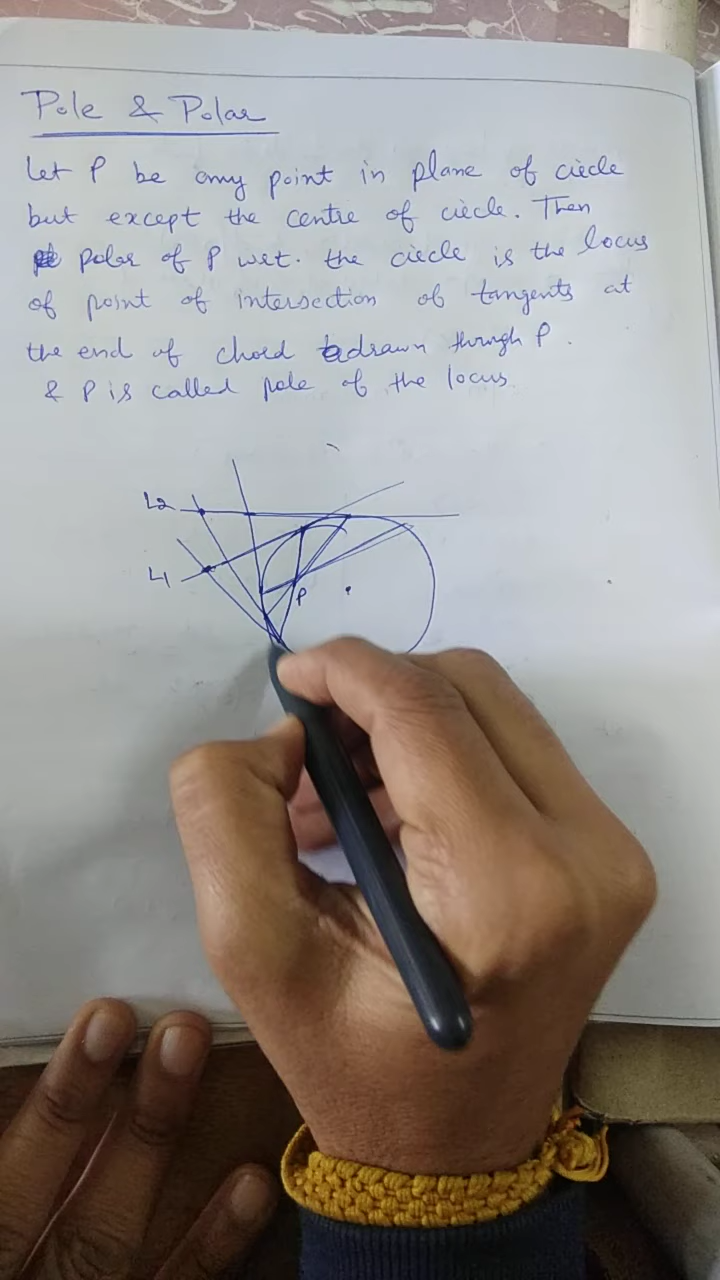 Pole & Polar
Let P be any point in plane of circle
but except the centre of circle. Then
polar of P wrt. the circle is the locus
of point of intersection of tangents at
the end of chord drawn through P.
& P is called pole of the locus.
L2
L1
P